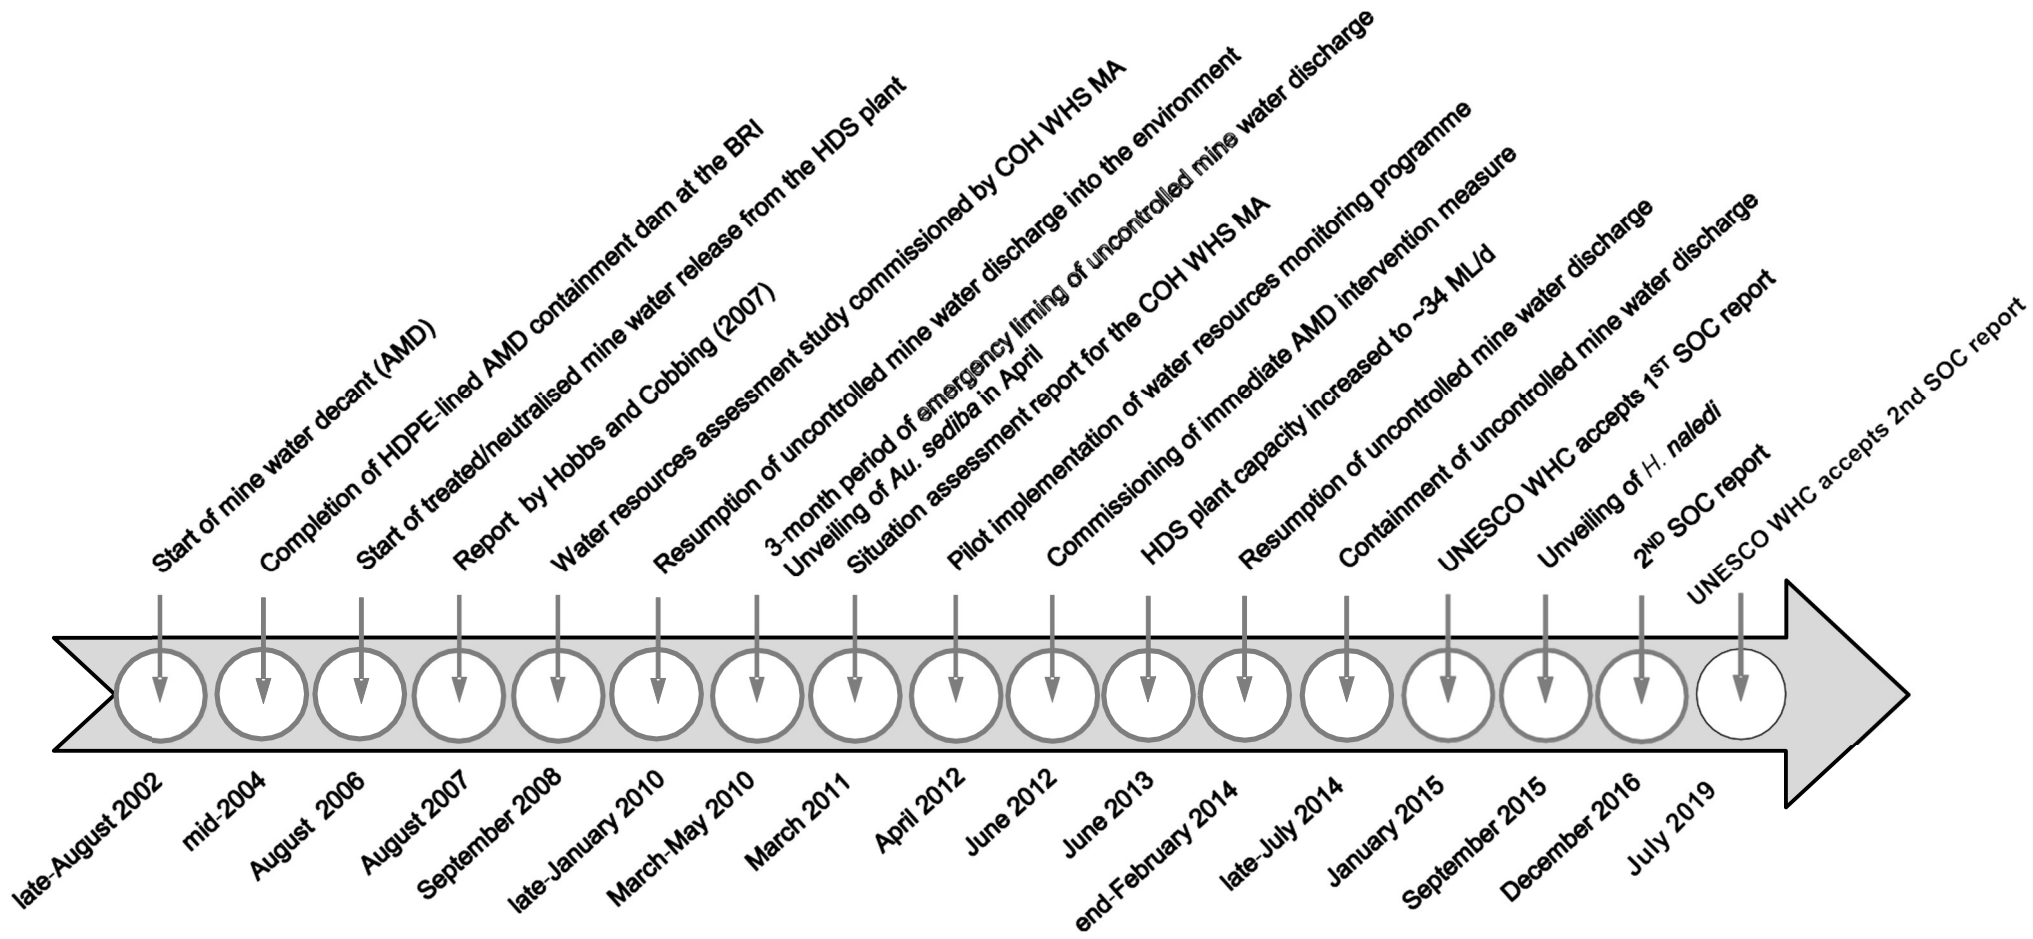 Start of mine water decant (AMD)
Completion of HDPE-lined AMD containment dam at the BRI
Start of treated/neutralised mine water release from the HDS plant
Report by Hobbs and Cobbing (2007)
Water resources assessment study commissioned by COH WHS MA
Resumption of uncontrolled mine water discharge into the environment
3-month period of emergency liming of uncontrolled mine water discharge
Unveiling of Au. sediba in April
Situation assessment report for the COH WHS MA
Pilot implementation of water resources monitoring programme
Commissioning of immediate AMD intervention measure
HDS plant capacity increased to ~34 ML/d
Resumption of uncontrolled mine water discharge
Containment of uncontrolled mine water discharge
UNESCO WHC accepts 1ST SOC report
Unveiling of H. naledi
2ND SOC report
UNESCO WHC accepts 2nd SOC report
late-August 2002
mid-2004
August 2006
August 2007
September 2008
late-January 2010
March-May 2010
March 2011
April 2012
June 2012
June 2013
end-February 2014
late-July 2014
January 2015
September 2015
December 2016
July 2019